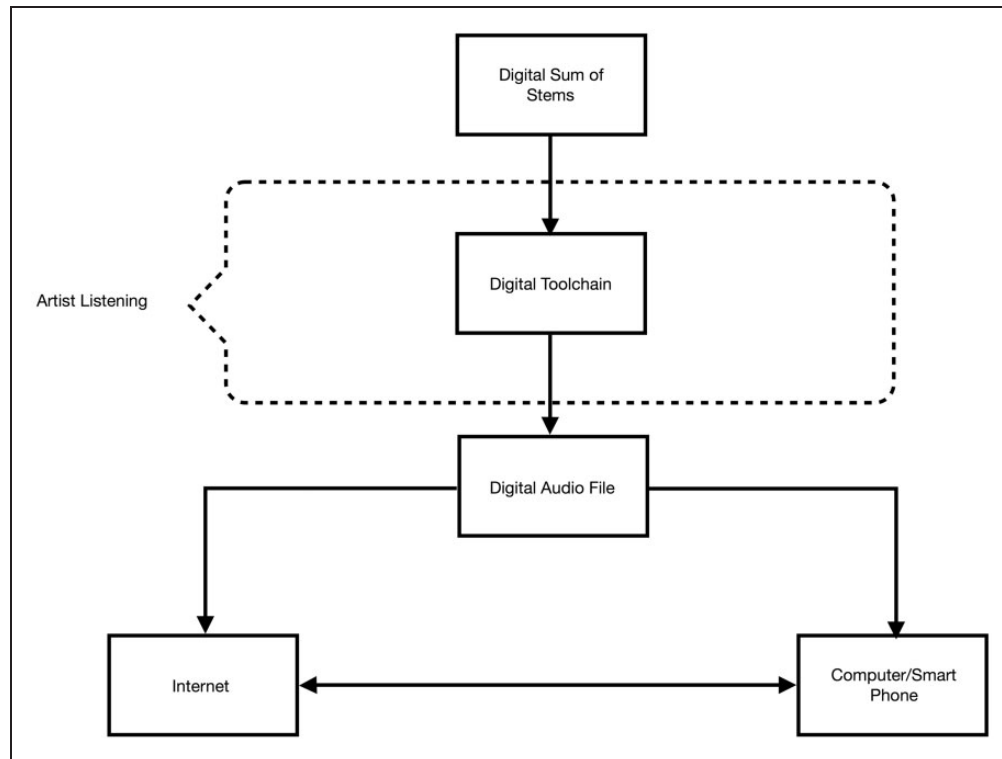 Digital Sum of
Stems
Artist Listening
Digital Toolchain
Digital Audio File
Internet
Computer/Smart
Phone